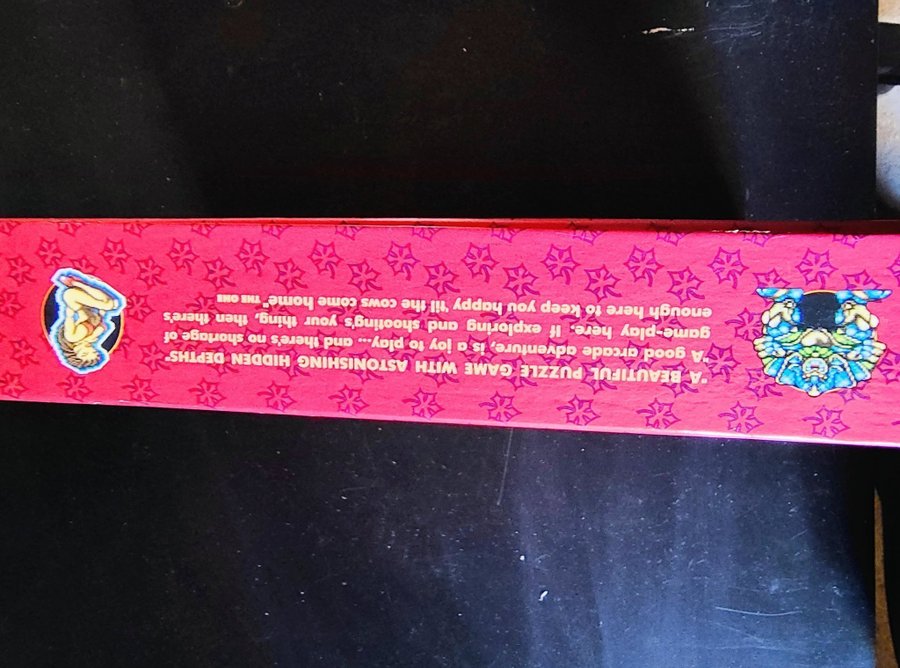 "A BEAUTIFUL PUZZLE GAME WITH ASTONISHING HIDDEN DEPTHS"
"A good arcade adventure, is a joy to play... and there's no shortage of
game-play here. If exploring and shooting's your thing, then there's
enough here to keep you happy 'til the cows come home" THE ONE